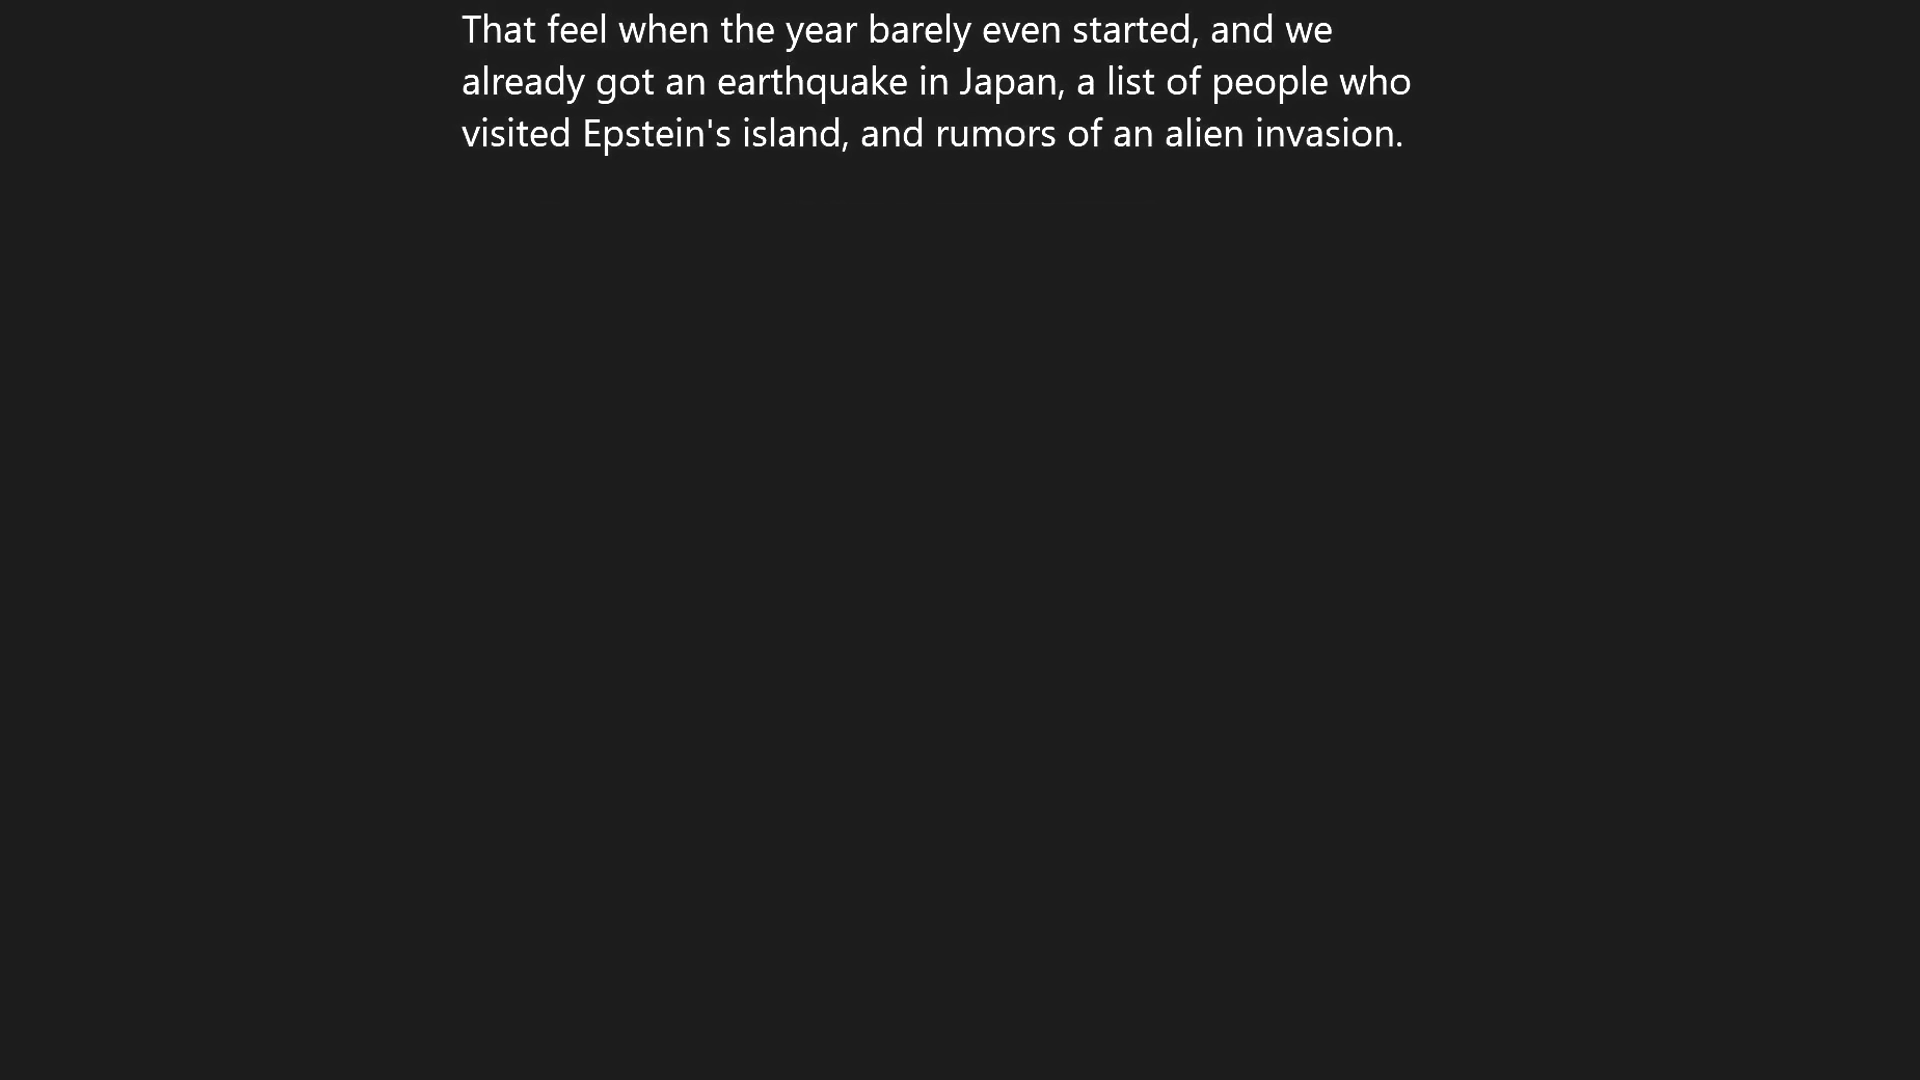 That feel when the year barely even started, and we
already got an earthquake in Japan, a list of people who
visited Epstein's island, and rumors of an alien invasion.